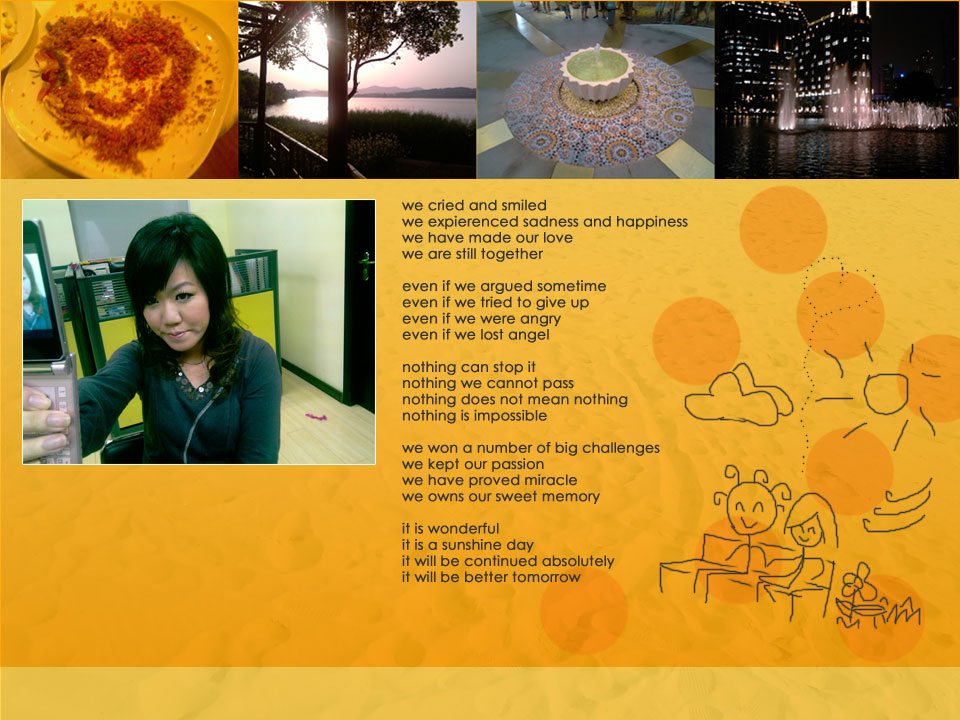 we cried and smiled
we expierenced sadness and happiness
we have made our love
we are still together
even if we argued sometime
even if we tried to give up
even if we were angry
even if we lost angel
nothing can stop it
nothing we cannot pass
nothing does not mean nothing
nothing is impossible
we won a number of big challenges
we kept our passion
we have proved miracle
we owns our sweet memory
it is wonderful
it is a sunshine day
it will be continued absolutely
it will be better tomorrow